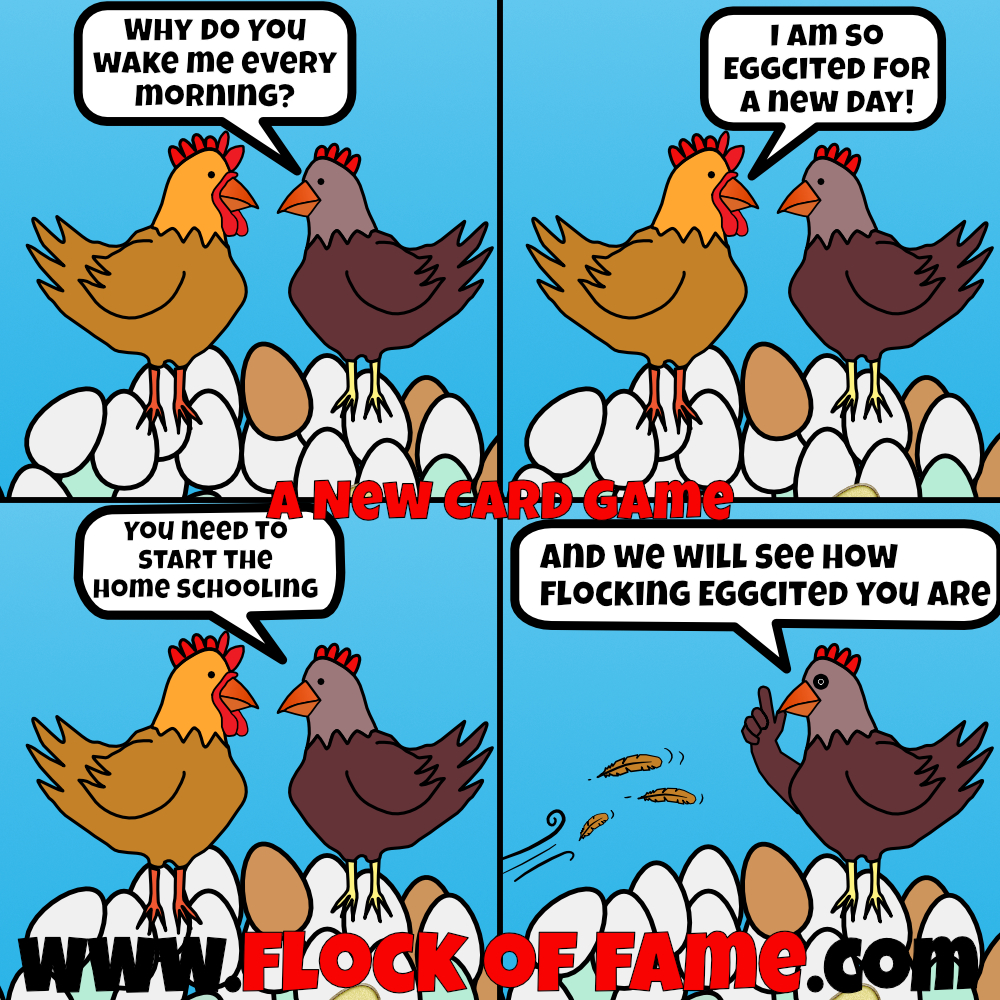 WHY DO YOU
WAKE ME EVERY
MORNING?
I AM SO
EGGCITED FOR
A NEW DAY!
A NEW CARD GAME
YOU NEED TO
START THE
HOME SCHOOLING
AND WE WILL SEE HOW
FLOCKING EGGCITED YOU ARE
WWW.FLOCK OF FAME.COM